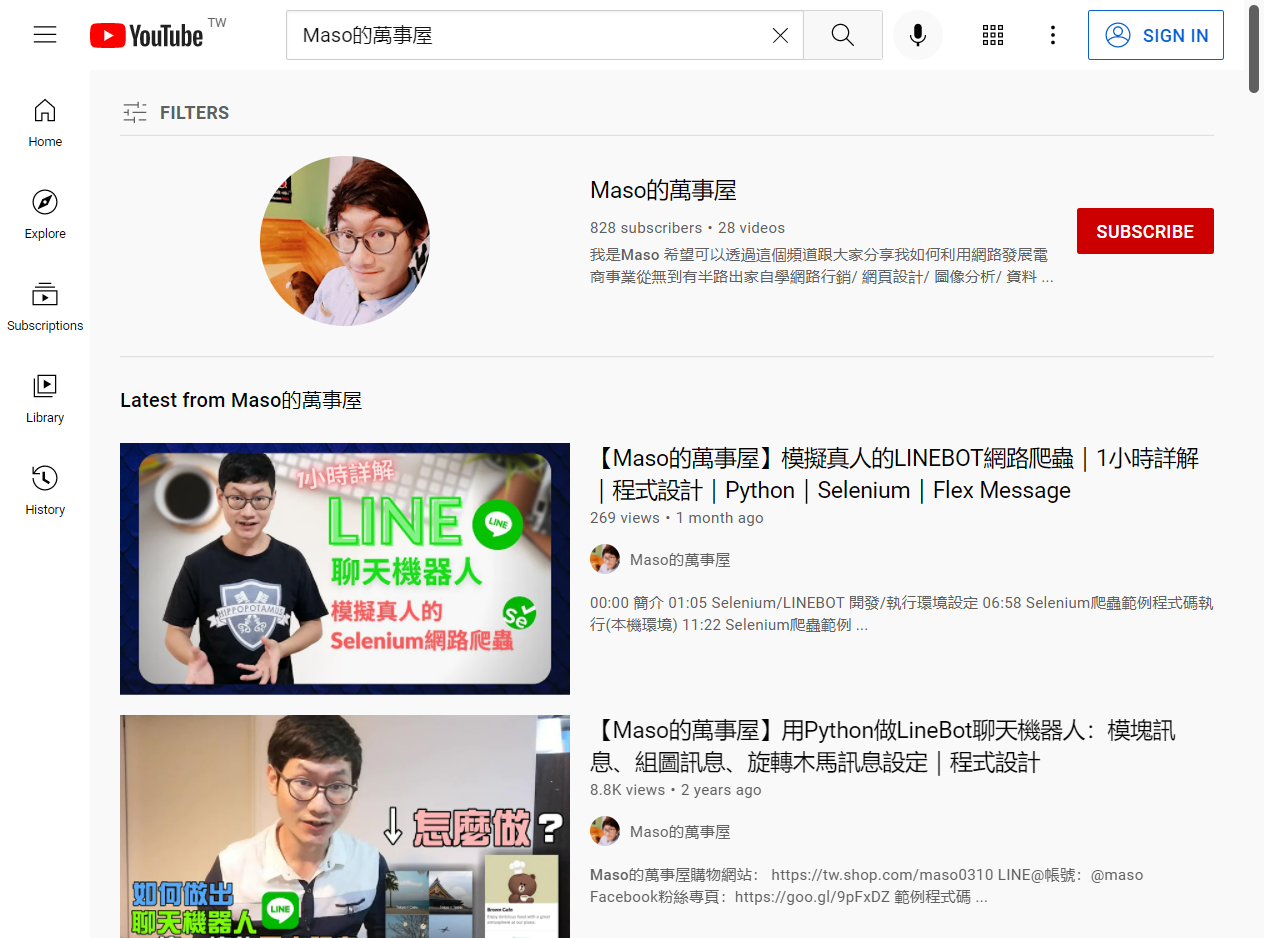 YouTube TW
Maso的萬事屋
SIGN IN
Home
Explore
Subscriptions
Library
History
FILTERS
Maso的萬事屋
828 subscribers • 28 videos
我是Maso 希望可以透過這個頻道跟大家分享我如何利用網路發展電
商事業從無到有半路出家自學網路行銷/ 網頁設計/ 圖像分析/ 資料 ...
SUBSCRIBE
Latest from Maso的萬事屋
1小時詳解
LINE
LINE
聊天機器人
模擬真人的
Se
Selenium網路爬蟲
HIPPOPOTAMUS
【Maso的萬事屋】模擬真人的LINEBOT網路爬蟲｜1小時詳解
｜程式設計｜Python｜Selenium｜Flex Message
269 views • 1 month ago
Maso的萬事屋
00:00 簡介 01:05 Selenium/LINEBOT 開發/執行環境設定 06:58 Selenium爬蟲範例程式碼執
行(本機環境) 11:22 Selenium爬蟲範例 ...
↓怎麼做？
如何做出
聊天機器人
LINE
Brown Cafe
【Maso的萬事屋】用Python做LineBot聊天機器人：模塊訊
息、組圖訊息、旋轉木馬訊息設定｜程式設計
8.8K views • 2 years ago
Maso的萬事屋
Maso的萬事屋購物網站： https://tw.shop.com/maso0310 LINE@帳號：@maso
Facebook粉絲專頁：https://goo.gl/9pFxDZ 範例程式碼 ...